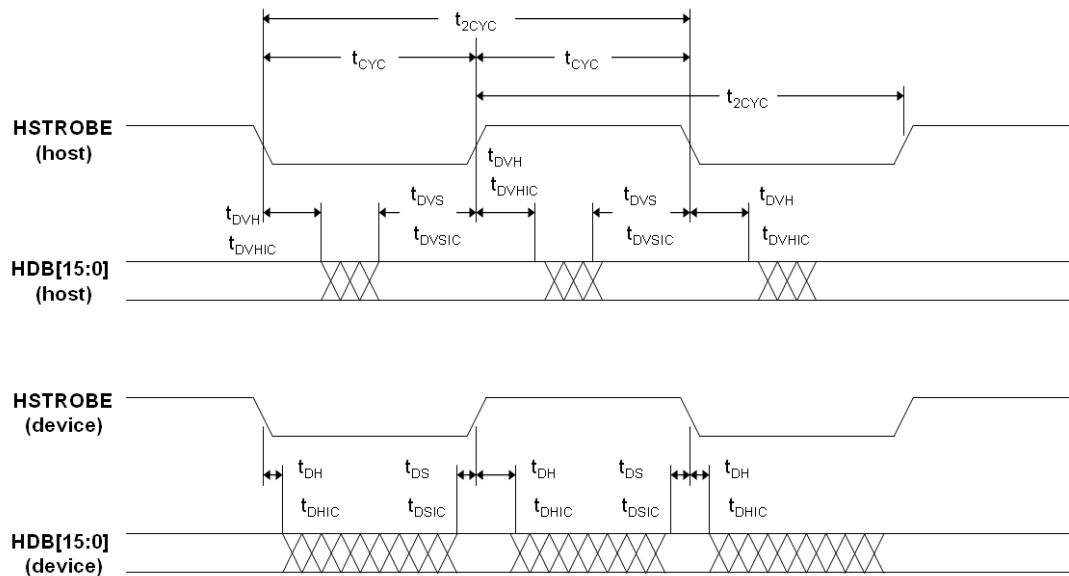 t2CYC
tCYC tCYC
t2CYC
HSTROBE
(host)
tDVH
tDVHIC
tDVS tDVS
tDVH tDVH
tDVSIC tDVSIC
tDVHIC tDVHIC
HDB[15:0]
(host)
HSTROBE
(device)
tDH tDS tDH tDS tDH
tDHIC tDSIC tDHIC tDSIC tDHIC
HDB[15:0]
(device)